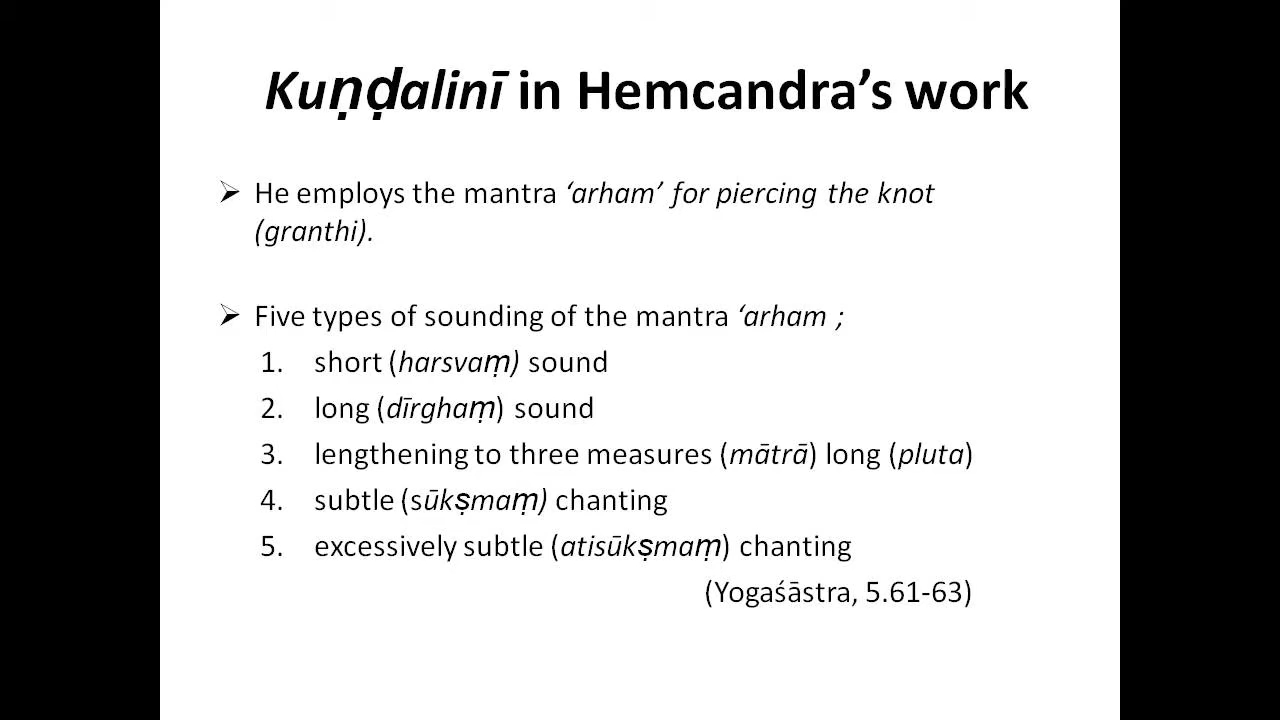 Kuṇḍalinī in Hemcandra’s work
➢ He employs the mantra ‘arham’ for piercing the knot
(granthi).
➢ Five types of sounding of the mantra ‘arham ;
1. short (harsvaṃ) sound
2. long (dīrghaṃ) sound
3. lengthening to three measures (mātrā) long (pluta)
4. subtle (sūkṣmaṃ) chanting
5. excessively subtle (atisūkṣmaṃ) chanting
(Yogaśāstra, 5.61-63)